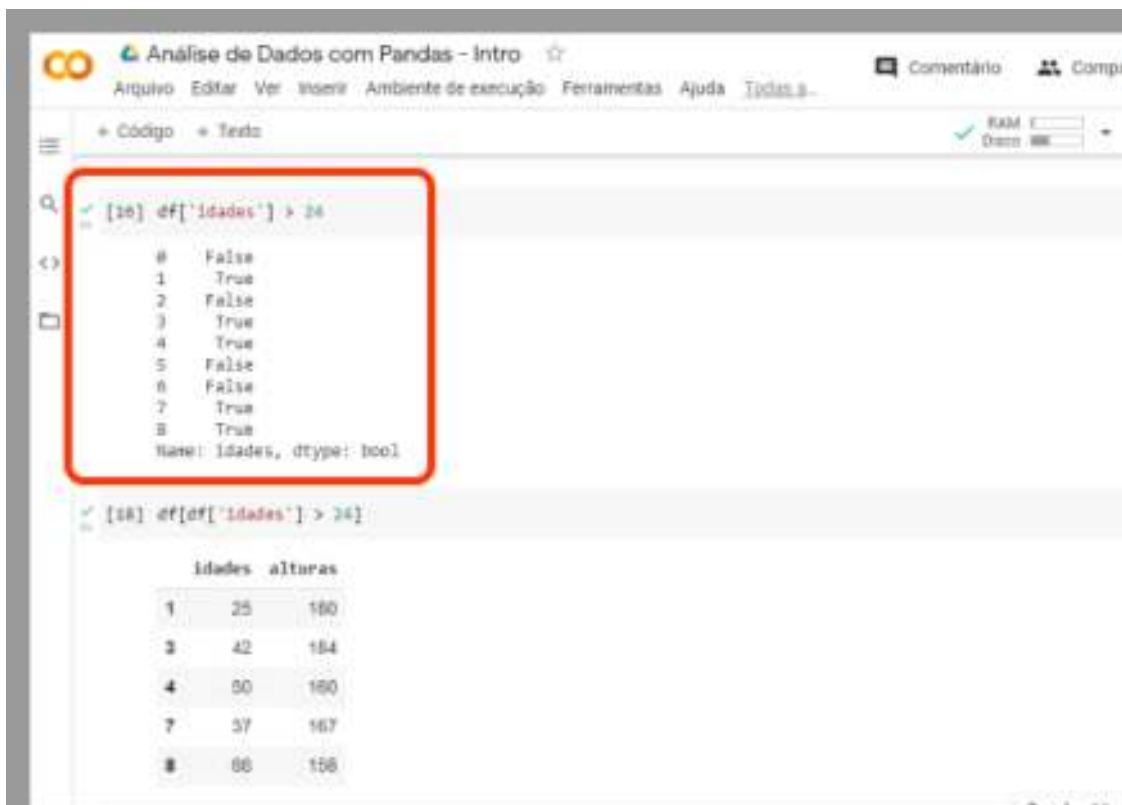 Análise de Dados com Pandas - Intro
Comentário
Arquivo Editar Ver Inserir Ambiente de execução Ferramentas Ajuda
+ Código + Texto
RAM
Disco
[16] df['idades'] > 24
0 False
1 True
2 False
3 True
4 True
5 False
6 False
7 True
8 True
Name: idades, dtype: bool
[18] df[df['idades'] > 24]
idades alturas
1 25 180
3 42 184
4 50 160
7 37 167
8